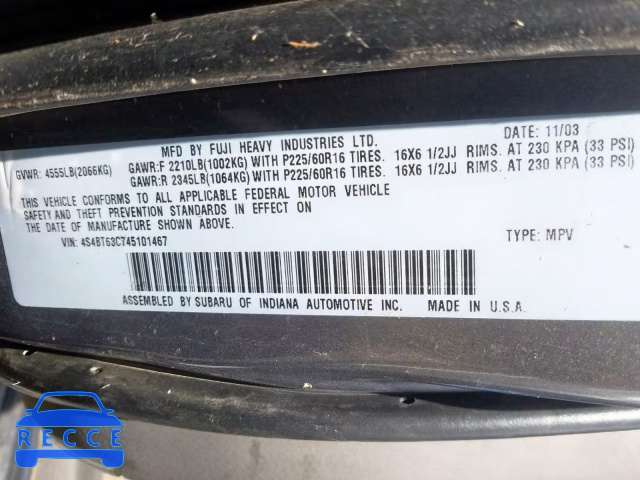 MFD BY FUJI HEAVY INDUSTRIES LTD. DATE: 11/03
GVWR: 4555LB(2066KG) GAWR:F 2210LB(1002KG) WITH P225/60R16 TIRES. 16X6 1/2JJ RIMS. AT 230 KPA (33 PSI)
GAWR:R 2345LB(1064KG) WITH P225/60R16 TIRES. 16X6 1/2JJ RIMS. AT 230 KPA (33 PSI)
THIS VEHICLE CONFORMS TO ALL APPLICABLE FEDERAL MOTOR VEHICLE
SAFETY AND THEFT PREVENTION STANDARDS IN EFFECT ON
THE DATE OF MANUFACTURE SHOWN ABOVE.
VIN: 4S4BT63C745101467 TYPE: MPV
ASSEMBLED BY SUBARU OF INDIANA AUTOMOTIVE INC. MADE IN U.S.A.
RECCE